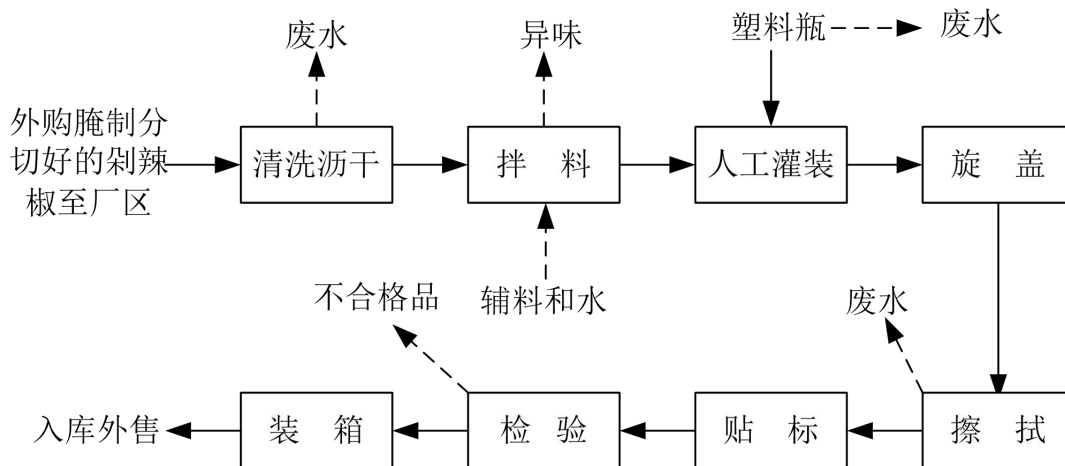 废水
异味
塑料瓶
废水
外购腌制分
切好的剁辣
椒至厂区
清洗沥干
拌 料
人工灌装
旋 盖
不合格品
辅料和水
废水
入库外售
装 箱
检 验
贴 标
擦 拭